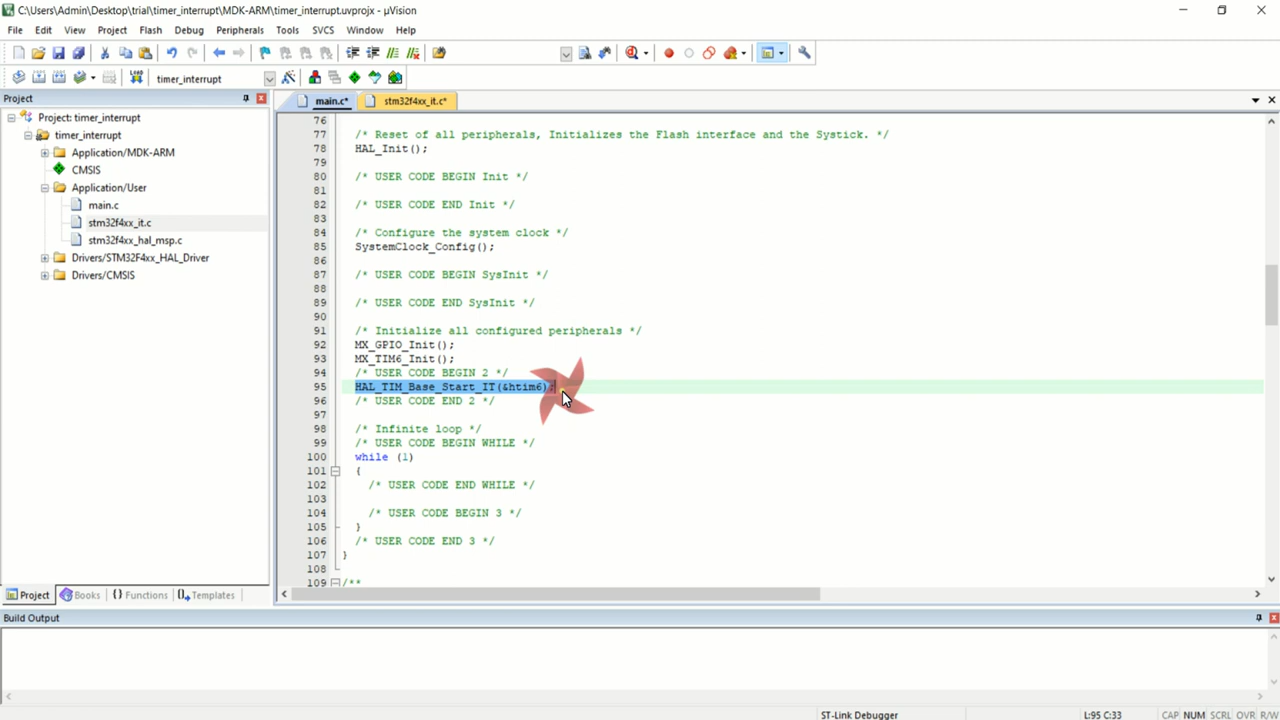 C:\Users\Admin\Desktop\trial\timer_interrupt\MDK-ARM\timer_interrupt.uvprojx - µVision
File Edit View Project Flash Debug Peripherals Tools SVCS Window Help
LOAD
timer_interrupt
Project
main.c*
stm32f4xx_it.c*
Project: timer_interrupt
timer_interrupt
Application/MDK-ARM
CMSIS
Application/User
main.c
stm32f4xx_it.c
stm32f4xx_hal_msp.c
Drivers/STM32F4xx_HAL_Driver
Drivers/CMSIS
76
77 /* Reset of all peripherals, Initializes the Flash interface and the Systick. */
78 HAL_Init();
79
80 /* USER CODE BEGIN Init */
81
82 /* USER CODE END Init */
83
84 /* Configure the system clock */
85 SystemClock_Config();
86
87 /* USER CODE BEGIN SysInit */
88
89 /* USER CODE END SysInit */
90
91 /* Initialize all configured peripherals */
92 MX_GPIO_Init();
93 MX_TIM6_Init();
94 /* USER CODE BEGIN 2 */
95 HAL_TIM_Base_Start_IT(&htim6);
96 /* USER CODE END 2 */
97
98 /* Infinite loop */
99 /* USER CODE BEGIN WHILE */
100 while (1)
101 {
102 /* USER CODE END WHILE */
103
104 /* USER CODE BEGIN 3 */
105 }
106 /* USER CODE END 3 */
107 }
108
109 /**
Project Books {} Functions Templates
Build Output
ST-Link Debugger L:95 C:33 CAP NUM SCRL OVR R/W